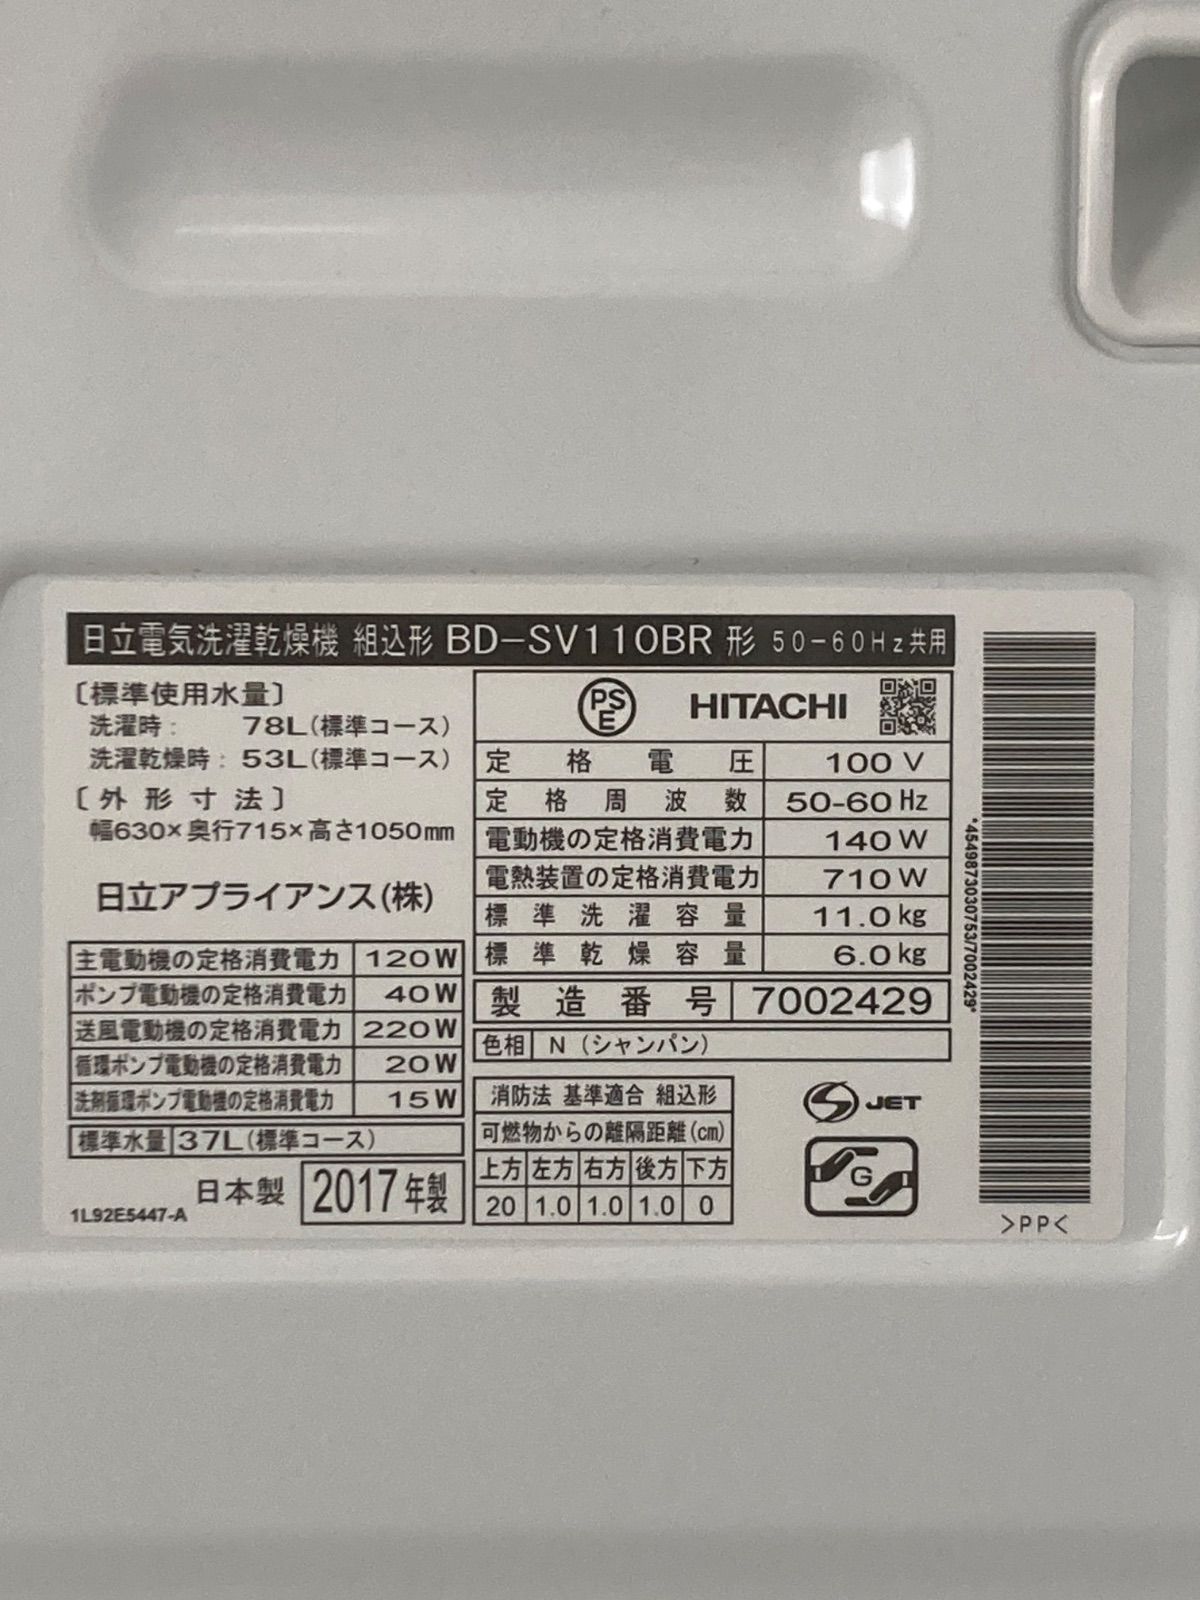 日立電気洗濯乾燥機 組込形 BD-SV110BR 形 50-60Hz共用
〔標準使用水量〕
洗濯時: 78L(標準コース)
洗濯乾燥時: 53L(標準コース)
〔外形寸法〕
幅630×奥行715×高さ1050mm
日立アプライアンス(株)
主電動機の定格消費電力 120W
ポンプ電動機の定格消費電力 40W
送風電動機の定格消費電力 220W
循環ポンプ電動機の定格消費電力 20W
洗剤循環ポンプ電動機の定格消費電力 15W
標準水量 37L(標準コース)
日本製 2017年製
1L92E5447-A
PSE HITACHI
定格電圧 100V
定格周波数 50-60Hz
電動機の定格消費電力 140W
電熱装置の定格消費電力 710W
標準洗濯容量 11.0kg
標準乾燥容量 6.0kg
製造番号 7002429
色相 N(シャンパン)
消防法 基準適合 組込形
可燃物からの離隔距離(cm)
上方 左方 右方 後方 下方
20 1.0 1.0 1.0 0
S JET
G
*4549873030753/7002429*
>PP<